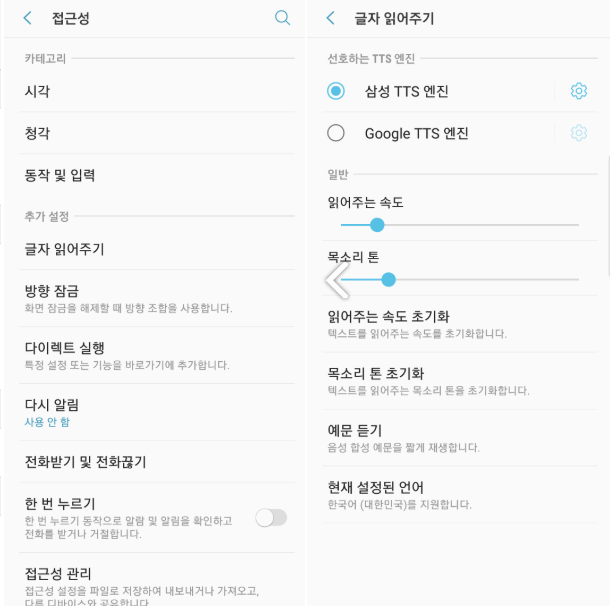 접근성
카테고리
시각
청각
동작 및 입력
추가 설정
글자 읽어주기
방향 잠금
화면 잠금을 해제할 때 방향 조합을 사용합니다.
다이렉트 실행
특정 설정 또는 기능을 바로가기에 추가합니다.
다시 알림
사용 안 함
전화받기 및 전화끊기
한 번 누르기
한 번 누르기 동작으로 알람 및 알림을 확인하고
전화를 받거나 거절합니다.
접근성 관리
접근성 설정을 파일로 저장하여 내보내거나 가져오고,
다른 디바이스와 공유합니다.
글자 읽어주기
선호하는 TTS 엔진
삼성 TTS 엔진
Google TTS 엔진
일반
읽어주는 속도
목소리 톤
읽어주는 속도 초기화
텍스트를 읽어주는 속도를 초기화합니다.
목소리 톤 초기화
텍스트를 읽어주는 목소리 톤을 초기화합니다.
예문 듣기
음성 합성 예문을 짧게 재생합니다.
현재 설정된 언어
한국어 (대한민국)를 지원합니다.